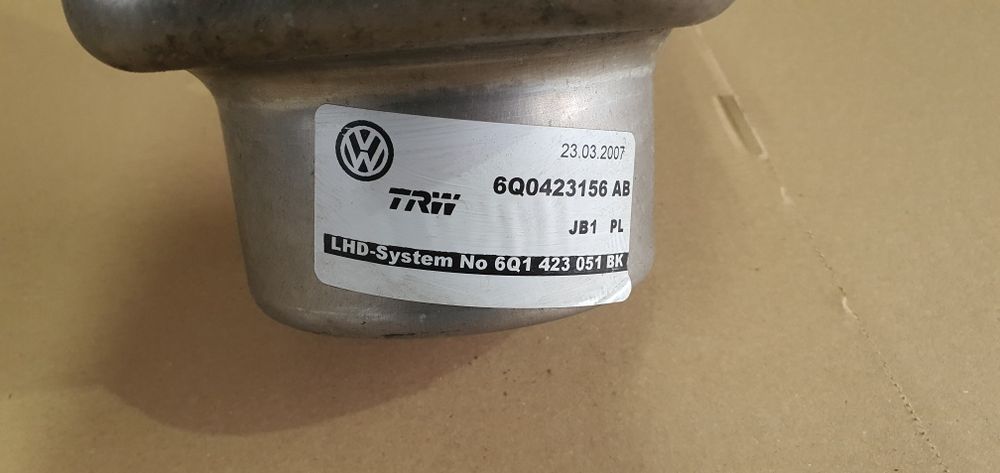 23.03.2007
6Q0423156 AB
TRW
JB1 PL
LHD-System No 6Q1 423 051 BK